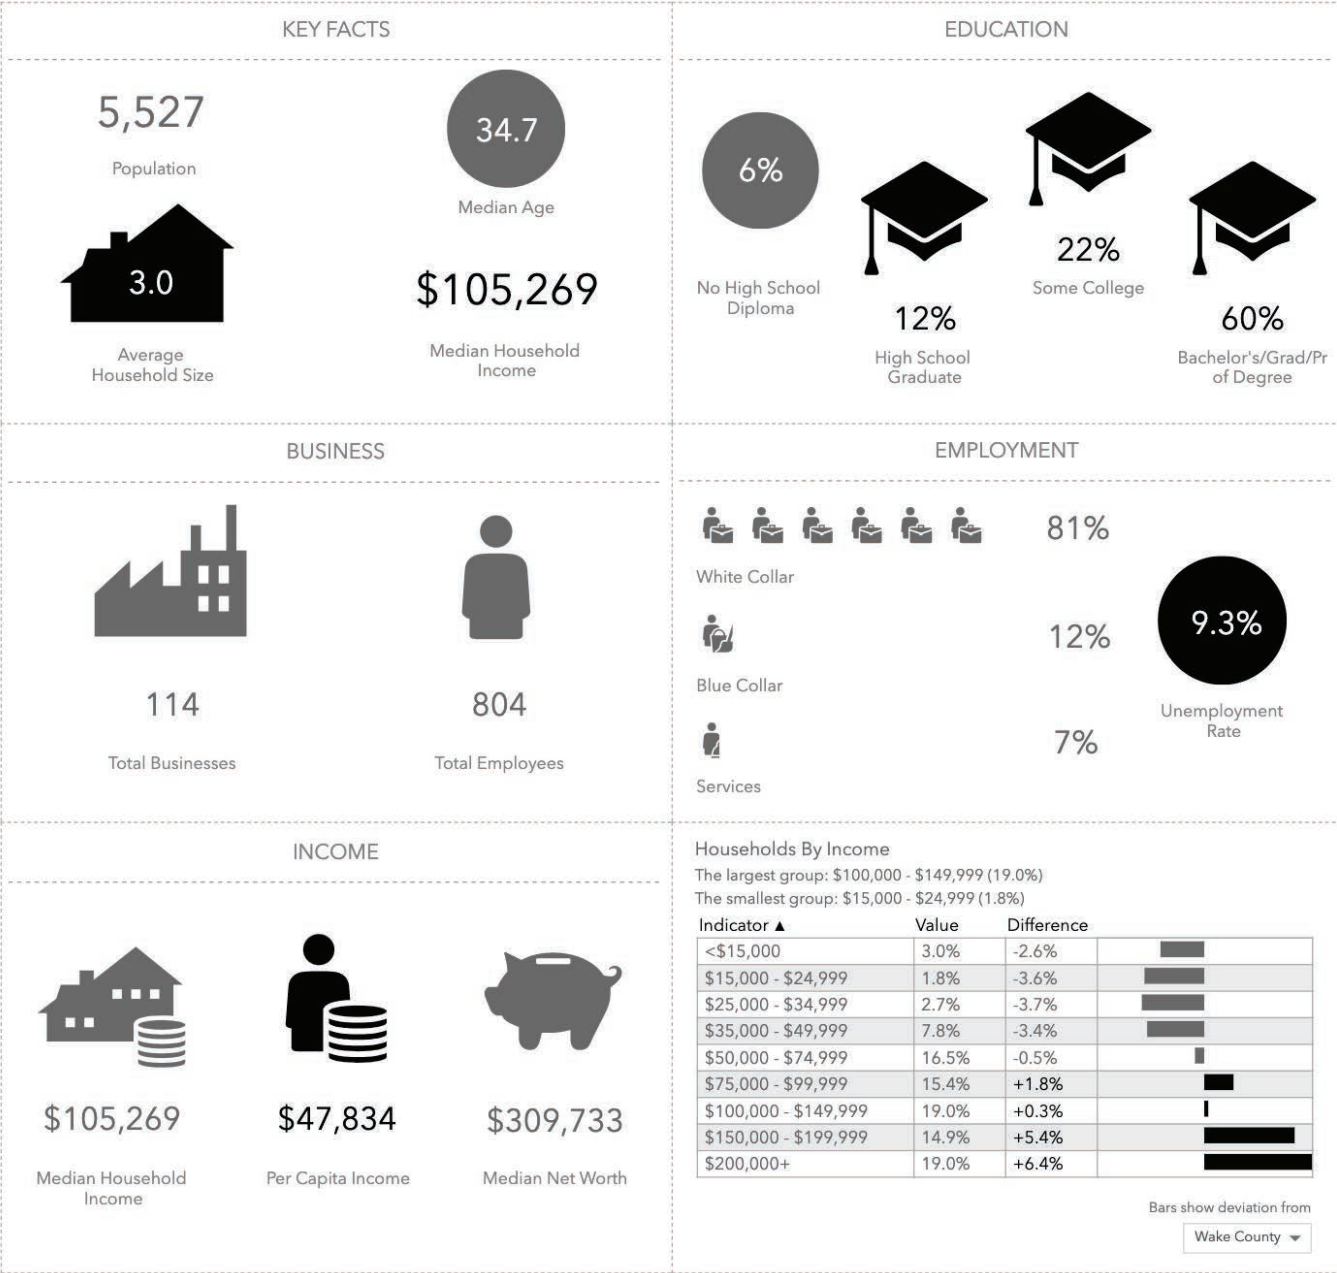 KEY FACTS
5,527
Population
34.7
Median Age
3.0
Average
Household Size
$105,269
Median Household
Income
EDUCATION
6%
No High School
Diploma
12%
High School
Graduate
22%
Some College
60%
Bachelor's/Grad/Pr
of Degree
BUSINESS
114
Total Businesses
804
Total Employees
EMPLOYMENT
81%
White Collar
12%
Blue Collar
7%
Services
9.3%
Unemployment
Rate
INCOME
$105,269
Median Household
Income
$47,834
Per Capita Income
$309,733
Median Net Worth
Households By Income
The largest group: $100,000 - $149,999 (19.0%)
The smallest group: $15,000 - $24,999 (1.8%)
Indicator ▲ Value Difference
<$15,000 3.0% -2.6%
$15,000 - $24,999 1.8% -3.6%
$25,000 - $34,999 2.7% -3.7%
$35,000 - $49,999 7.8% -3.4%
$50,000 - $74,999 16.5% -0.5%
$75,000 - $99,999 15.4% +1.8%
$100,000 - $149,999 19.0% +0.3%
$150,000 - $199,999 14.9% +5.4%
$200,000+ 19.0% +6.4%
Bars show deviation from
Wake County